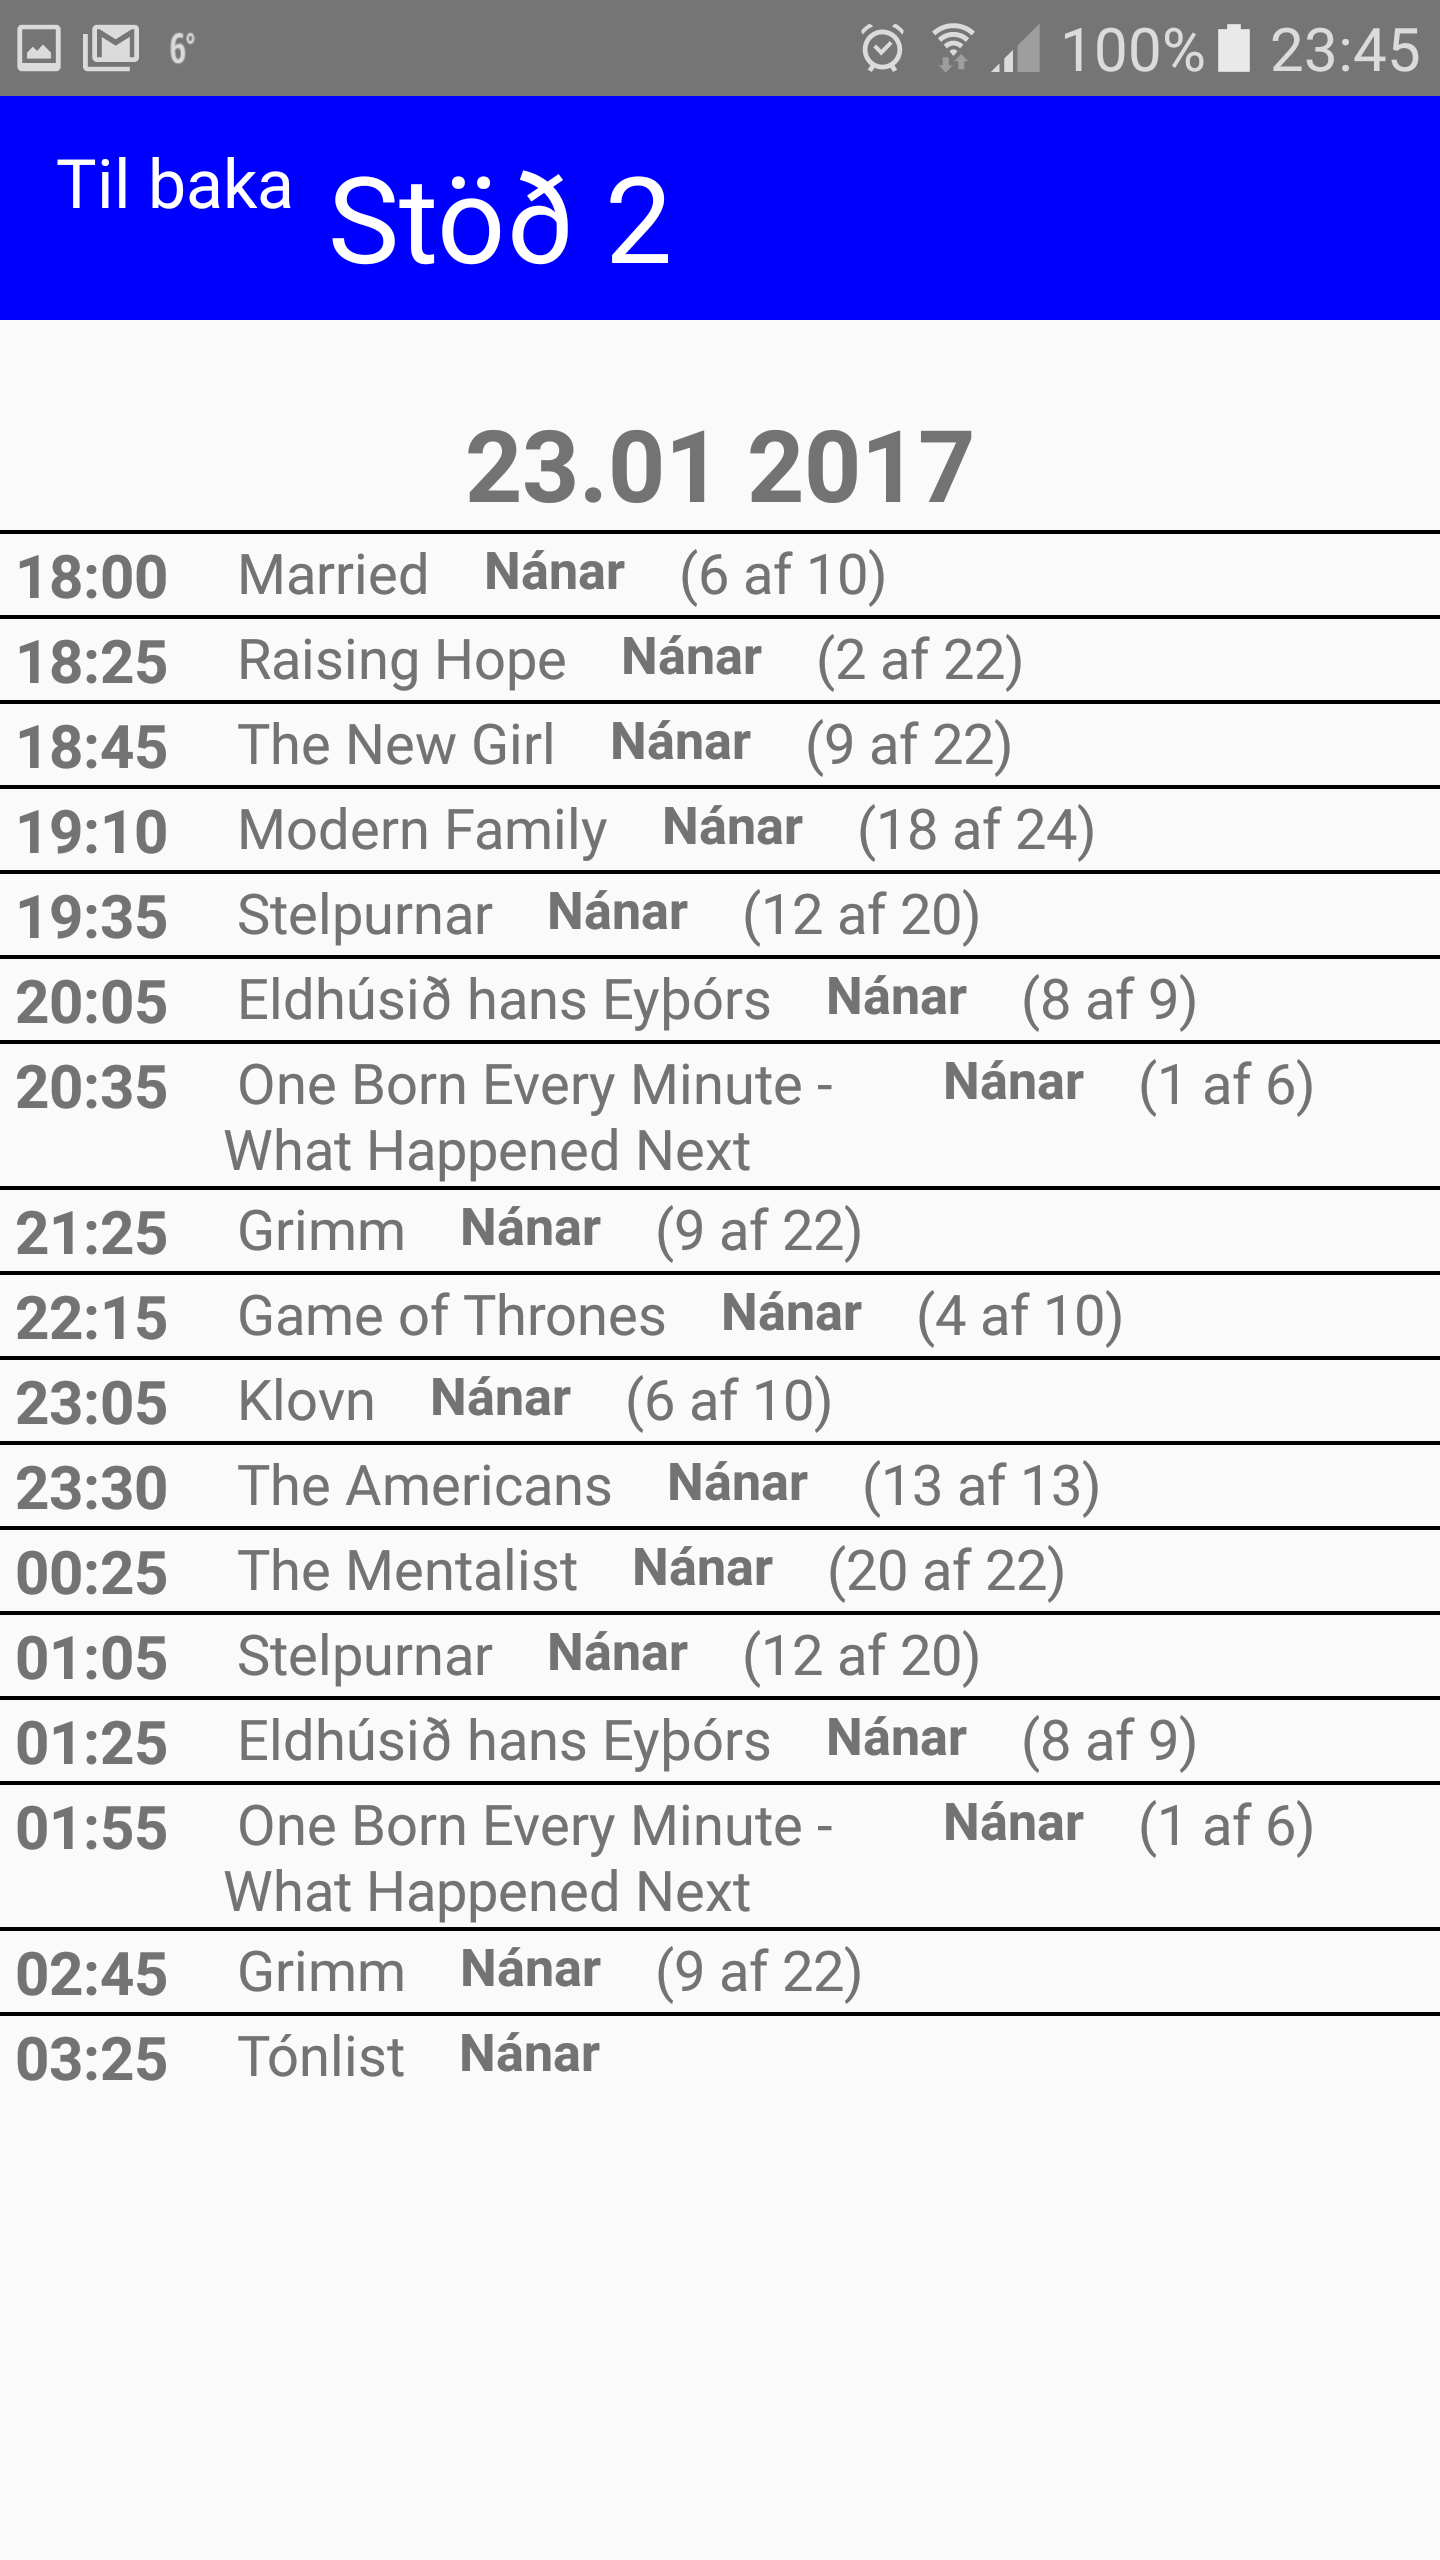 6° 100% 23:45
Til baka Stöð 2
23.01 2017
18:00 Married Nánar (6 af 10)
18:25 Raising Hope Nánar (2 af 22)
18:45 The New Girl Nánar (9 af 22)
19:10 Modern Family Nánar (18 af 24)
19:35 Stelpurnar Nánar (12 af 20)
20:05 Eldhúsið hans Eyþórs Nánar (8 af 9)
20:35 One Born Every Minute - Nánar (1 af 6)
What Happened Next
21:25 Grimm Nánar (9 af 22)
22:15 Game of Thrones Nánar (4 af 10)
23:05 Klovn Nánar (6 af 10)
23:30 The Americans Nánar (13 af 13)
00:25 The Mentalist Nánar (20 af 22)
01:05 Stelpurnar Nánar (12 af 20)
01:25 Eldhúsið hans Eyþórs Nánar (8 af 9)
01:55 One Born Every Minute - Nánar (1 af 6)
What Happened Next
02:45 Grimm Nánar (9 af 22)
03:25 Tónlist Nánar